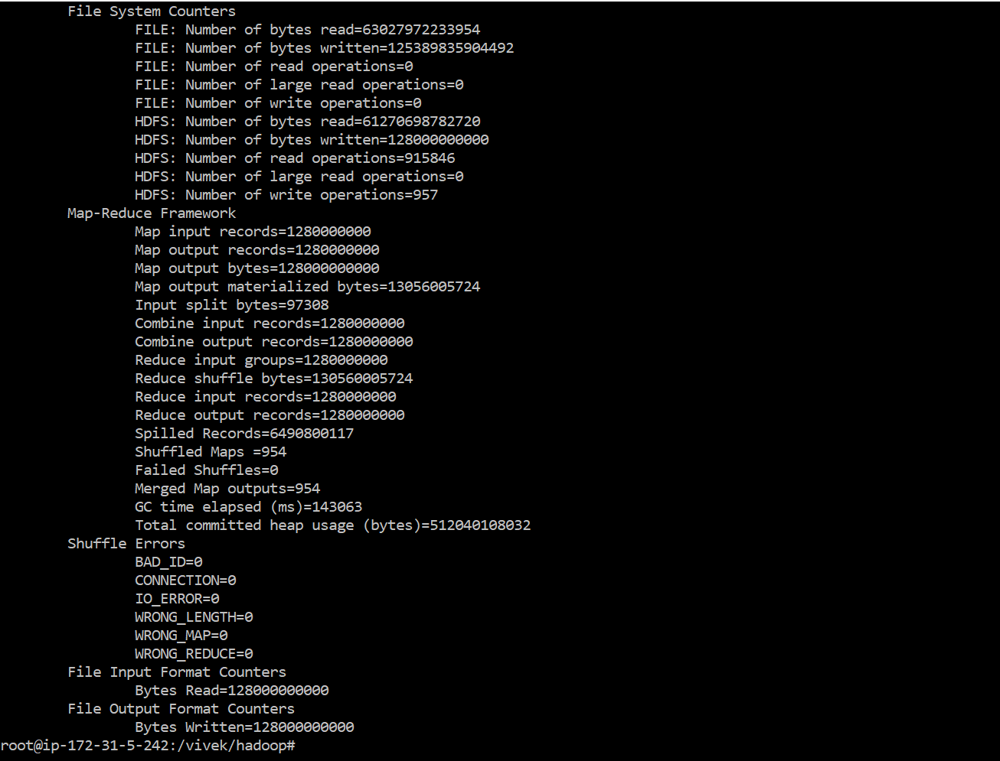 File System Counters
FILE: Number of bytes read=63027972233954
FILE: Number of bytes written=125389835904492
FILE: Number of read operations=0
FILE: Number of large read operations=0
FILE: Number of write operations=0
HDFS: Number of bytes read=61270698782720
HDFS: Number of bytes written=128000000000
HDFS: Number of read operations=915846
HDFS: Number of large read operations=0
HDFS: Number of write operations=957
Map-Reduce Framework
Map input records=1280000000
Map output records=1280000000
Map output bytes=128000000000
Map output materialized bytes=13056005724
Input split bytes=97308
Combine input records=1280000000
Combine output records=1280000000
Reduce input groups=1280000000
Reduce shuffle bytes=130560005724
Reduce input records=1280000000
Reduce output records=1280000000
Spilled Records=6490800117
Shuffled Maps =954
Failed Shuffles=0
Merged Map outputs=954
GC time elapsed (ms)=143063
Total committed heap usage (bytes)=512040108032
Shuffle Errors
BAD_ID=0
CONNECTION=0
IO_ERROR=0
WRONG_LENGTH=0
WRONG_MAP=0
WRONG_REDUCE=0
File Input Format Counters
Bytes Read=128000000000
File Output Format Counters
Bytes Written=128000000000
root@ip-172-31-5-242:/vivek/hadoop#